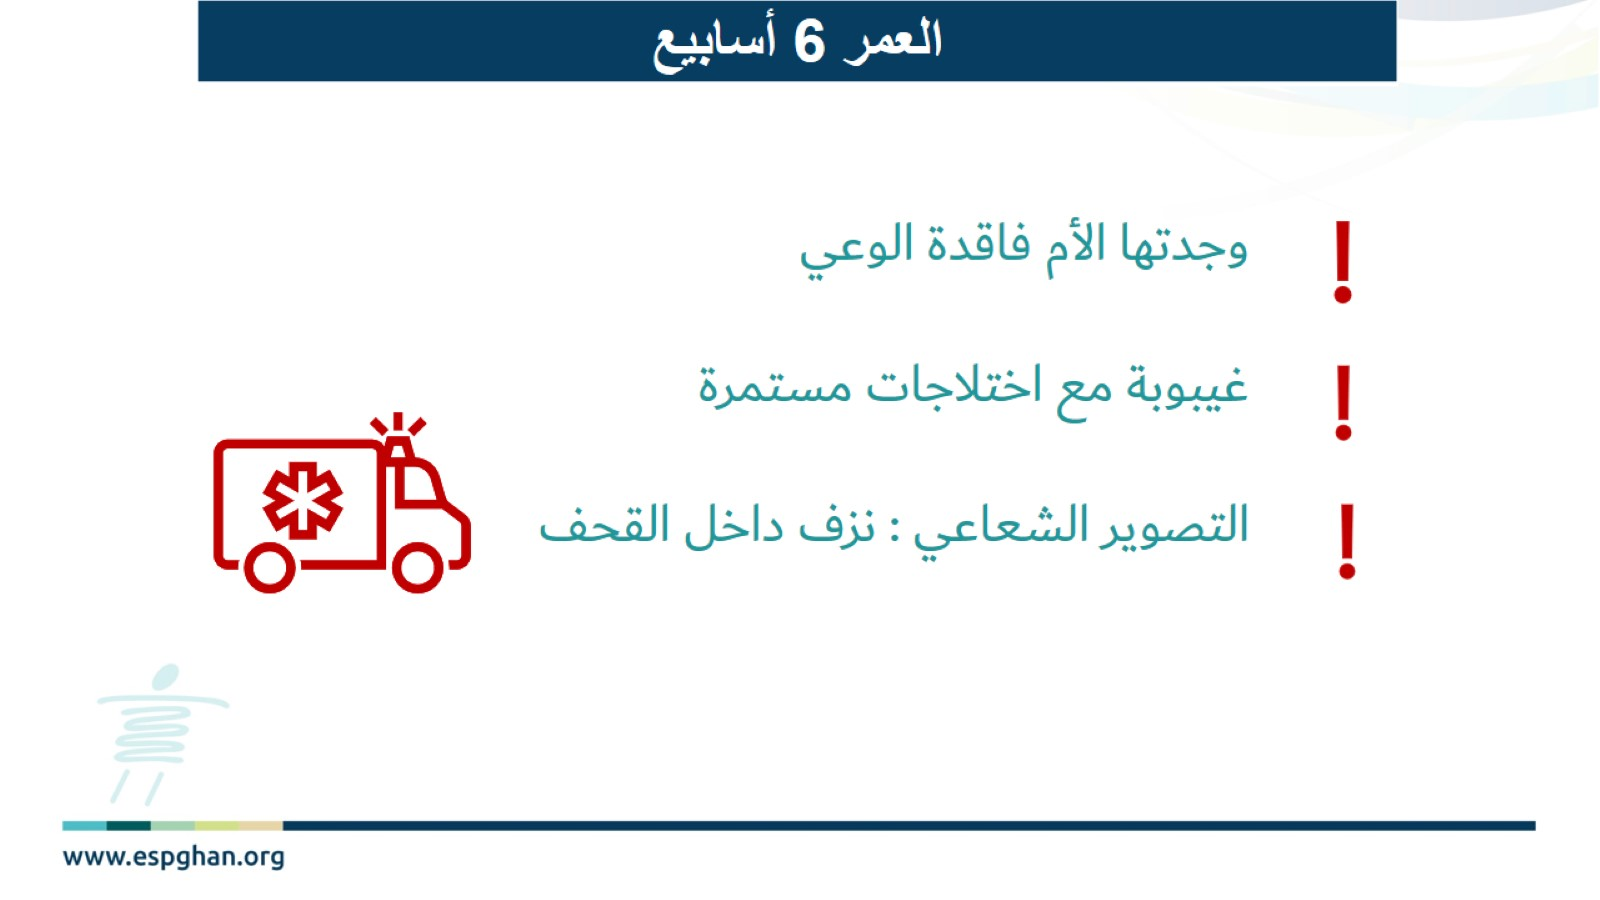 العمر 6 أسابيع
وجدتها الأم فاقدة الوعي
غيبوبة مع اختلاجات مستمرة
التصوير الشعاعي : نزف داخل القحف
www.espghan.org